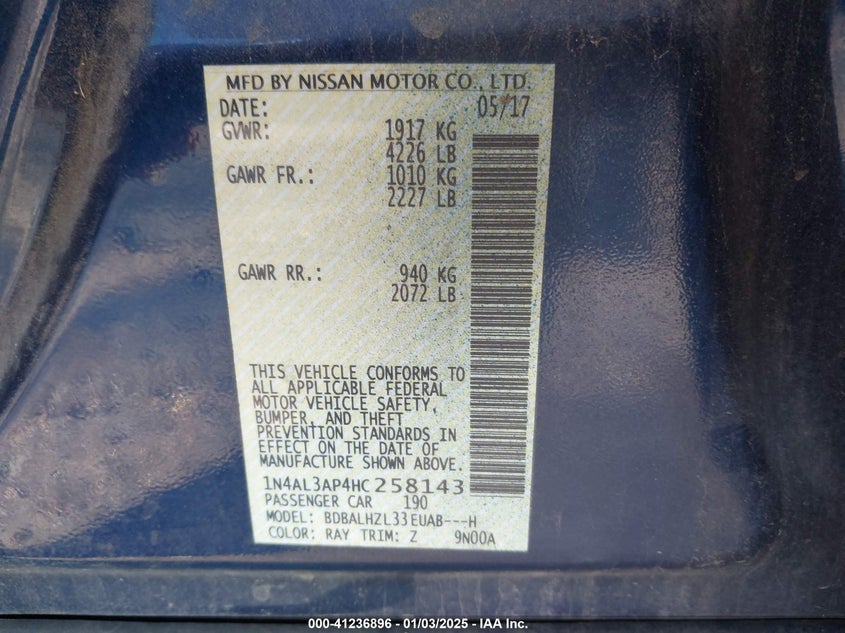 MFD BY NISSAN MOTOR CO., LTD.
DATE: 05/17
GVWR: 1917 KG
4226 LB
GAWR FR.: 1010 KG
2227 LB
GAWR RR.: 940 KG
2072 LB
THIS VEHICLE CONFORMS TO
ALL APPLICABLE FEDERAL
MOTOR VEHICLE SAFETY,
BUMPER, AND THEFT
PREVENTION STANDARDS IN
EFFECT ON THE DATE OF
MANUFACTURE SHOWN ABOVE.
1N4AL3AP4HC258143
PASSENGER CAR 190
MODEL: BDBALHZL33EUAB---H
COLOR: RAY TRIM: Z 9N00A
000-41236896 - 01/03/2025 - IAA Inc.